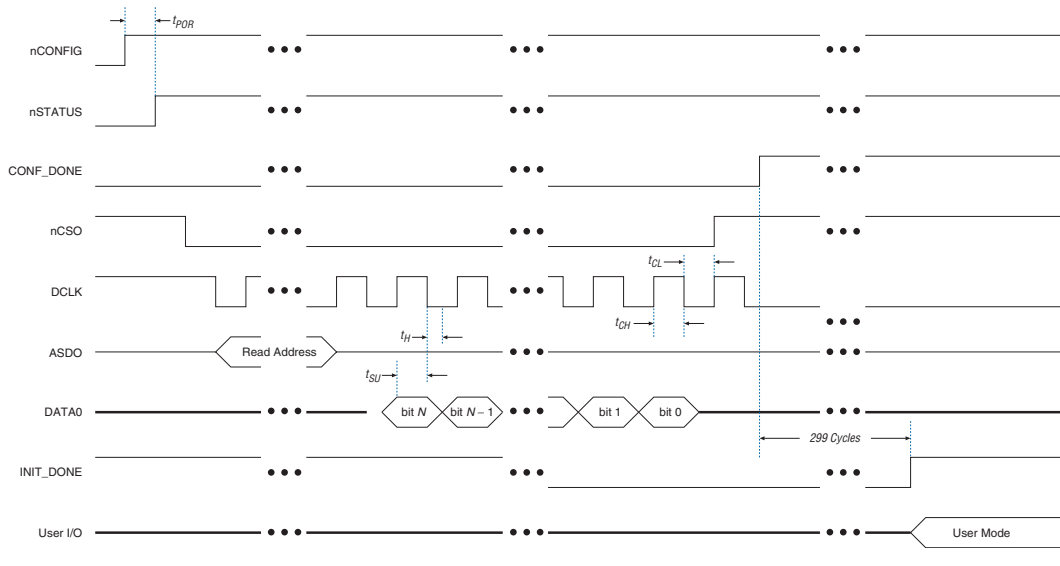 t_POR
nCONFIG
nSTATUS
CONF_DONE
nCSO
t_CL
DCLK
t_CH
t_H
ASDO
Read Address
t_SU
DATA0
bit N
bit N – 1
bit 1
bit 0
299 Cycles
INIT_DONE
User I/O
User Mode